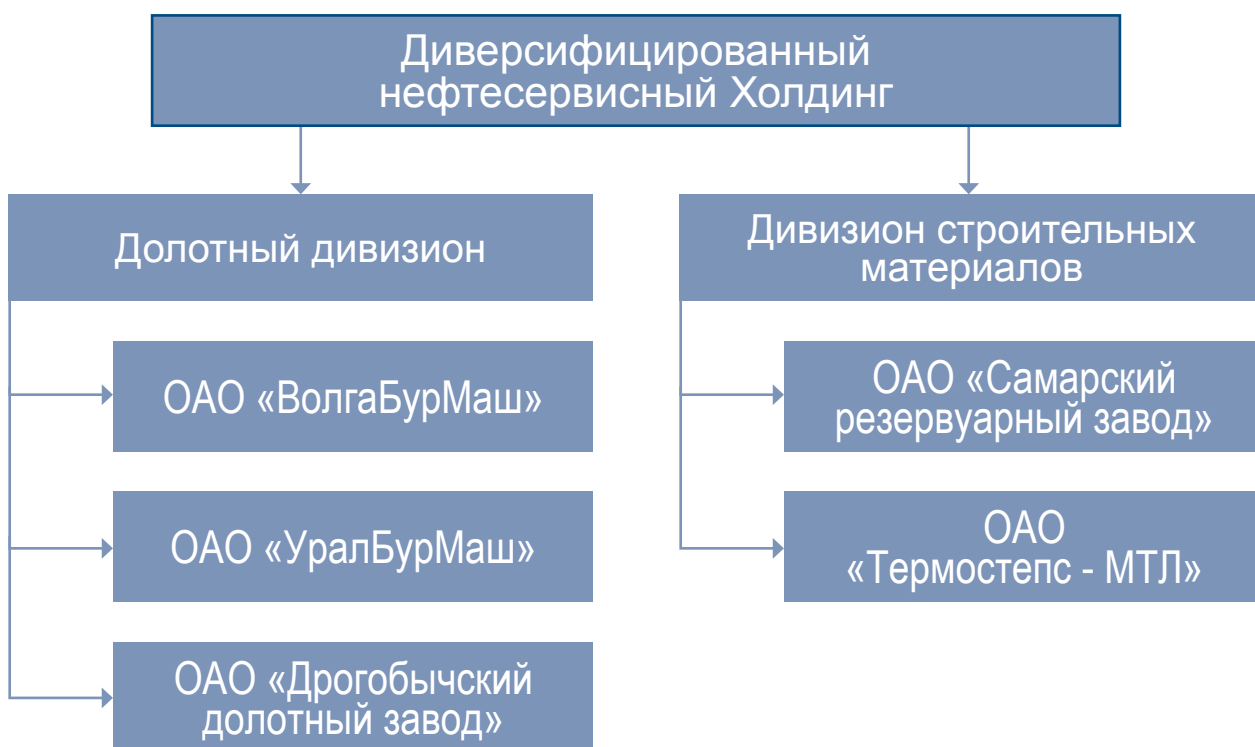 Диверсифицированный
нефтесервисный Холдинг
Долотный дивизион
ОАО «ВолгаБурМаш»
ОАО «УралБурМаш»
ОАО «Дрогобычский
долотный завод»
Дивизион строительных
материалов
ОАО «Самарский
резервуарный завод»
ОАО
«Термостепс - МТЛ»